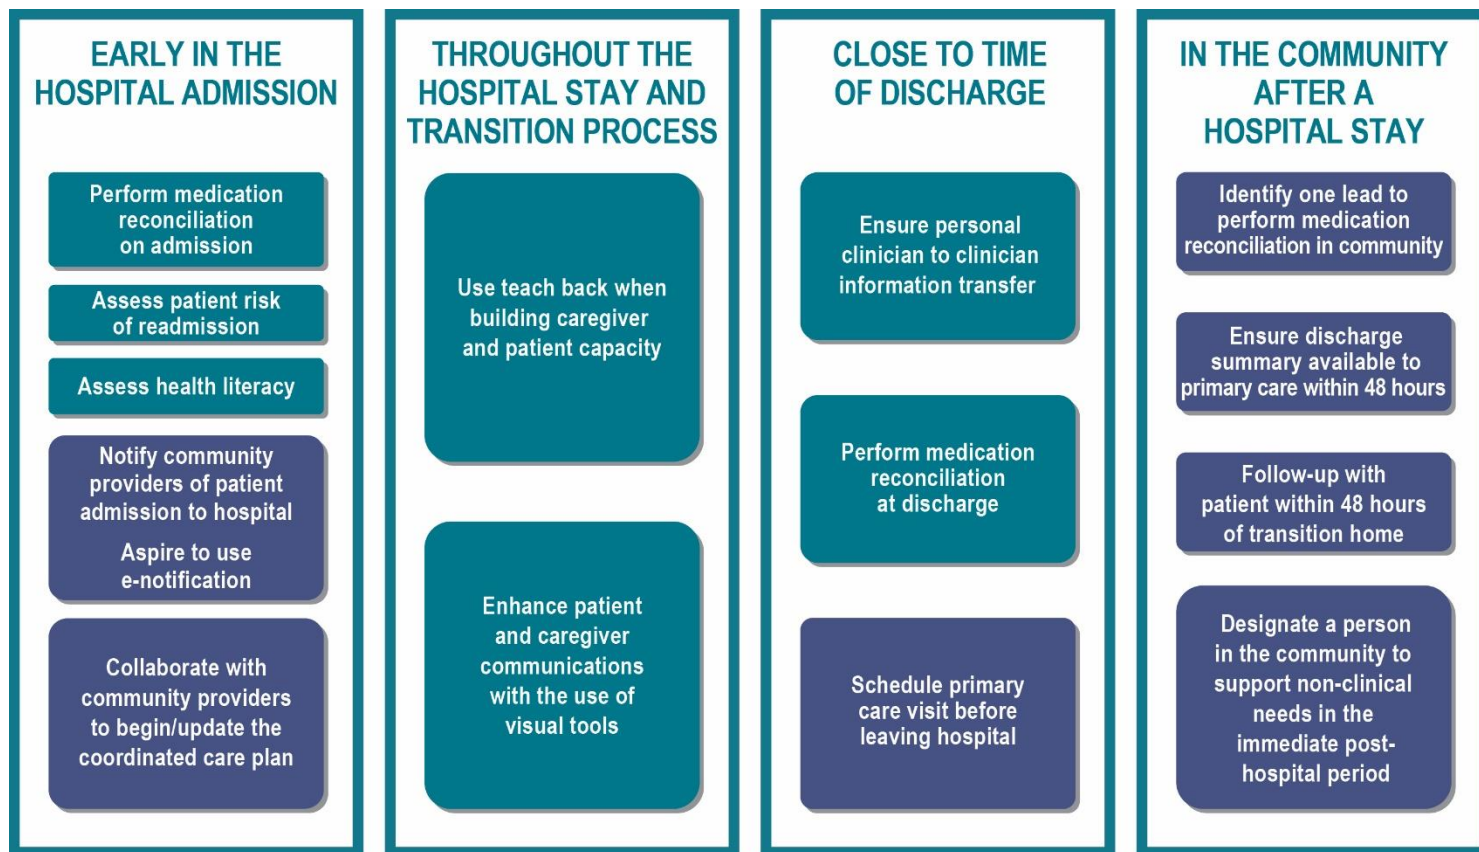 EARLY IN THE
HOSPITAL ADMISSION
Perform medication
reconciliation
on admission
Assess patient risk
of readmission
Assess health literacy
Notify community
providers of patient
admission to hospital
Aspire to use
e-notification
Collaborate with
community providers
to begin/update the
coordinated care plan
THROUGHOUT THE
HOSPITAL STAY AND
TRANSITION PROCESS
Use teach back when
building caregiver
and patient capacity
Enhance patient
and caregiver
communications
with the use of
visual tools
CLOSE TO TIME
OF DISCHARGE
Ensure personal
clinician to clinician
information transfer
Perform medication
reconciliation
at discharge
Schedule primary
care visit before
leaving hospital
IN THE COMMUNITY
AFTER A
HOSPITAL STAY
Identify one lead to
perform medication
reconciliation in community
Ensure discharge
summary available to
primary care within 48 hours
Follow-up with
patient within 48 hours
of transition home
Designate a person
in the community to
support non-clinical
needs in the
immediate post-
hospital period